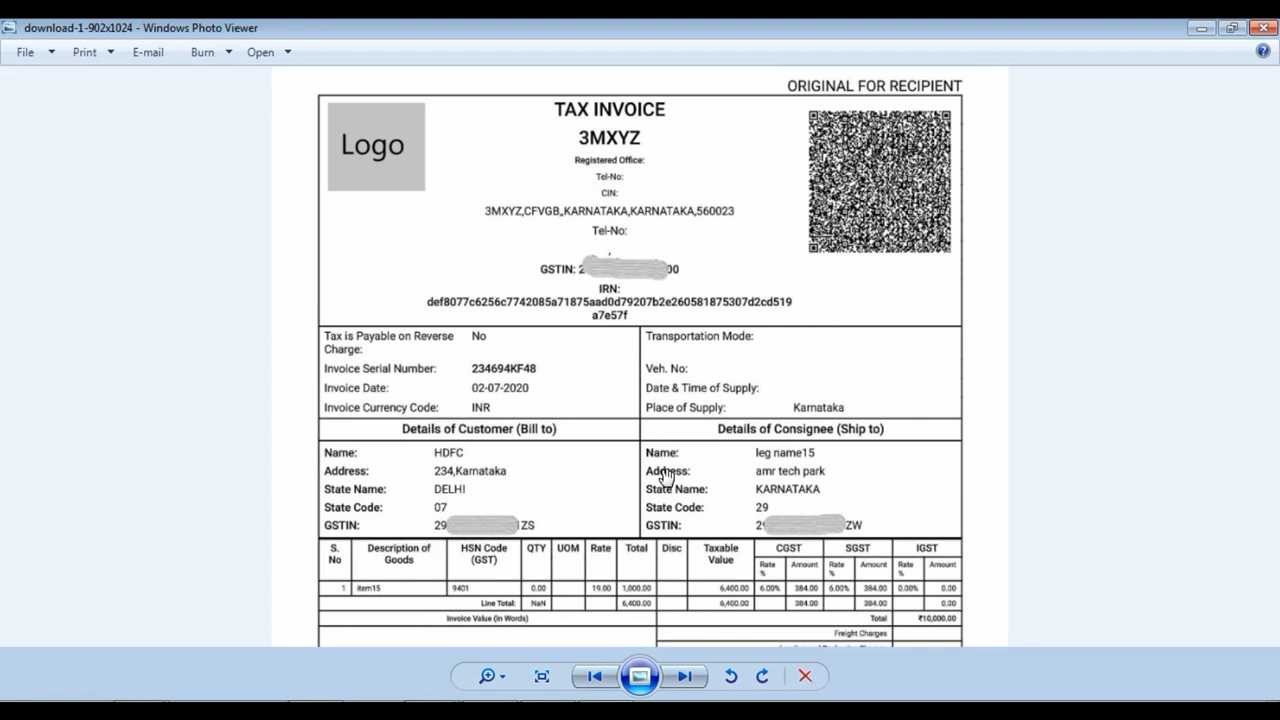 download-1-902x1024 - Windows Photo Viewer
File Print E-mail Burn Open
ORIGINAL FOR RECIPIENT
Logo
TAX INVOICE
3MXYZ
Registered Office:
Tel-No:
CIN:
3MXYZ,CFVGB,,KARNATAKA,KARNATAKA,560023
Tel-No:
GSTIN: 2 00
IRN:
def8077c6256c7742085a71875aad0d79207b2e260581875307d2cd519
a7e57f
Tax is Payable on Reverse Charge: No
Invoice Serial Number: 234694KF48
Invoice Date: 02-07-2020
Invoice Currency Code: INR
Transportation Mode:
Veh. No:
Date & Time of Supply:
Place of Supply: Karnataka
Details of Customer (Bill to)
Name: HDFC
Address: 234,Karnataka
State Name: DELHI
State Code: 07
GSTIN: 29 ZS
Details of Consignee (Ship to)
Name: leg name15
Address: amr tech park
State Name: KARNATAKA
State Code: 29
GSTIN: 2 ZW
S. No Description of Goods HSN Code (GST) QTY UOM Rate Total Disc Taxable Value CGST SGST IGST
Rate % Amount Rate % Amount Rate % Amount
1 item15 9401 0.00 19.00 1,000.00 6,400.00 6.00% 384.00 6.00% 384.00 0.00% 0.00
Line Total: NaN 6,400.00 6,400.00 384.00 384.00 0.00
Invoice Value (In Words) Total ₹10,000.00
Freight Charges